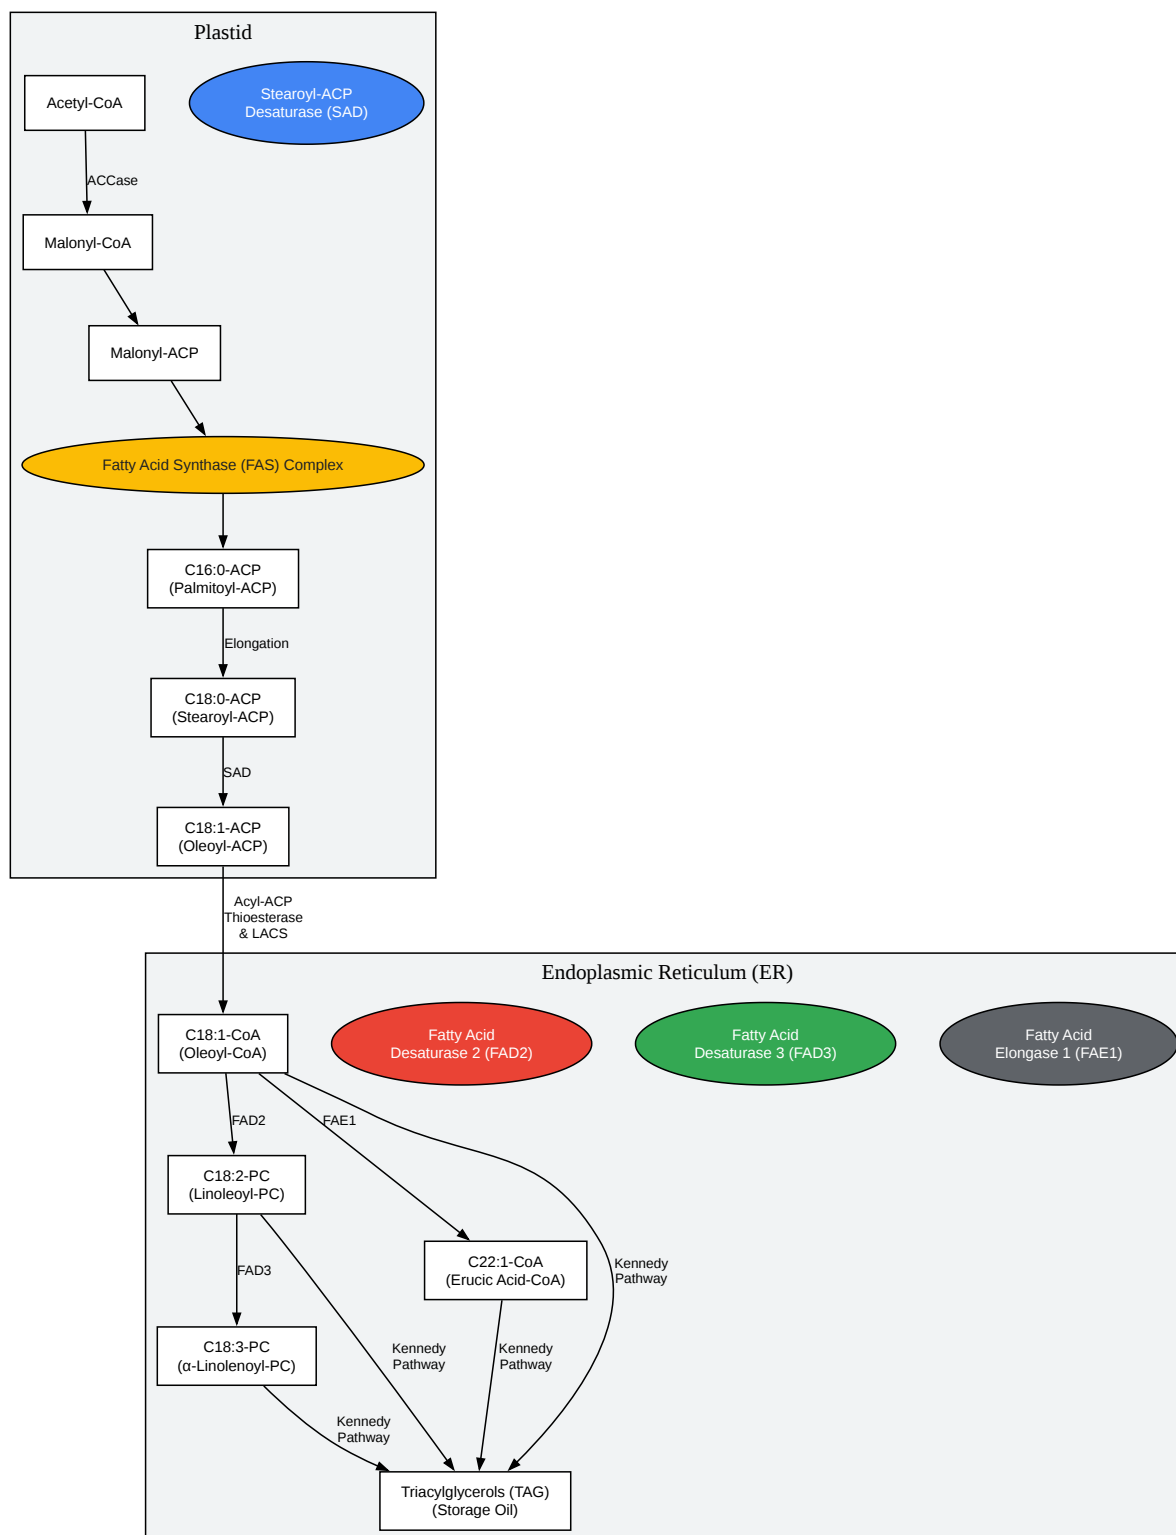 Plastid
Acetyl-CoA
Stearoyl-ACP
Desaturase (SAD)
ACCase
Malonyl-CoA
Malonyl-ACP
Fatty Acid Synthase (FAS) Complex
C16:0-ACP
(Palmitoyl-ACP)
Elongation
C18:0-ACP
(Stearoyl-ACP)
SAD
C18:1-ACP
(Oleoyl-ACP)
Acyl-ACP
Thioesterase
& LACS
Endoplasmic Reticulum (ER)
C18:1-CoA
(Oleoyl-CoA)
Fatty Acid
Desaturase 2 (FAD2)
Fatty Acid
Desaturase 3 (FAD3)
Fatty Acid
Elongase 1 (FAE1)
FAD2
FAE1
C18:2-PC
(Linoleoyl-PC)
C22:1-CoA
(Erucic Acid-CoA)
Kennedy
Pathway
FAD3
C18:3-PC
(α-Linolenoyl-PC)
Kennedy
Pathway
Kennedy
Pathway
Kennedy
Pathway
Triacylglycerols (TAG)
(Storage Oil)